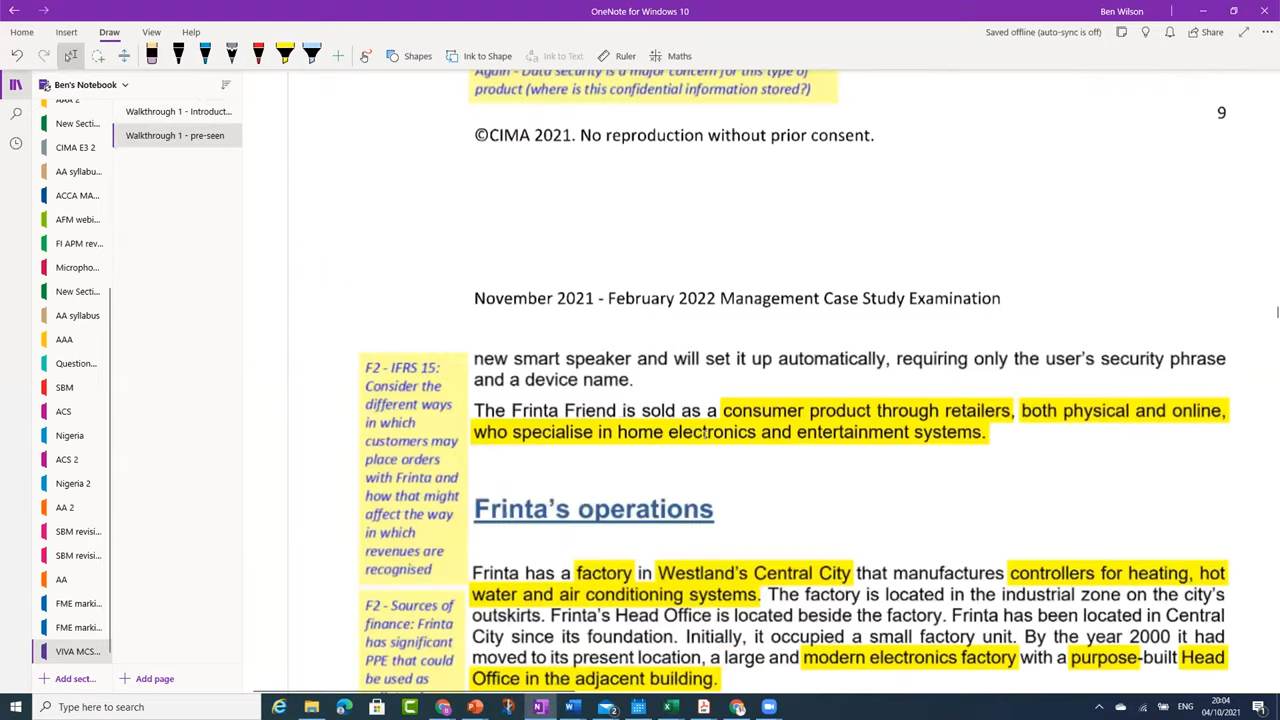 OneNote for Windows 10
Ben Wilson
Home
Insert
Draw
View
Help
Saved offline (auto-sync is off)
Share
Shapes
Ink to Shape
Ink to Text
Ruler
Maths
Ben's Notebook
AAA 2
New Secti...
CIMA E3 2
AA syllabu...
ACCA MA...
AFM webi...
FI APM rev...
Micropho...
New Secti...
AA syllabus
AAA
Question...
SBM
ACS
Nigeria
ACS 2
Nigeria 2
AA 2
SBM revisi...
SBM revisi...
AA
FME marki...
FME marki...
VIVA MCS...
Add sect...
Walkthrough 1 - Introduct...
Walkthrough 1 - pre-seen
Add page
Again - Data security is a major concern for this type of
product (where is this confidential information stored?)
9
©CIMA 2021. No reproduction without prior consent.
November 2021 - February 2022 Management Case Study Examination
new smart speaker and will set it up automatically, requiring only the user's security phrase
and a device name.
The Frinta Friend is sold as a consumer product through retailers, both physical and online,
who specialise in home electronics and entertainment systems.
F2 - IFRS 15:
Consider the
different ways
in which
customers may
place orders
with Frinta and
how that might
affect the way
in which
revenues are
recognised
Frinta's operations
Frinta has a factory in Westland's Central City that manufactures controllers for heating, hot
water and air conditioning systems. The factory is located in the industrial zone on the city's
outskirts. Frinta's Head Office is located beside the factory. Frinta has been located in Central
City since its foundation. Initially, it occupied a small factory unit. By the year 2000 it had
moved to its present location, a large and modern electronics factory with a purpose-built Head
Office in the adjacent building.
F2 - Sources of
finance: Frinta
has significant
PPE that could
be used as
Type here to search
20:04
04/10/2021